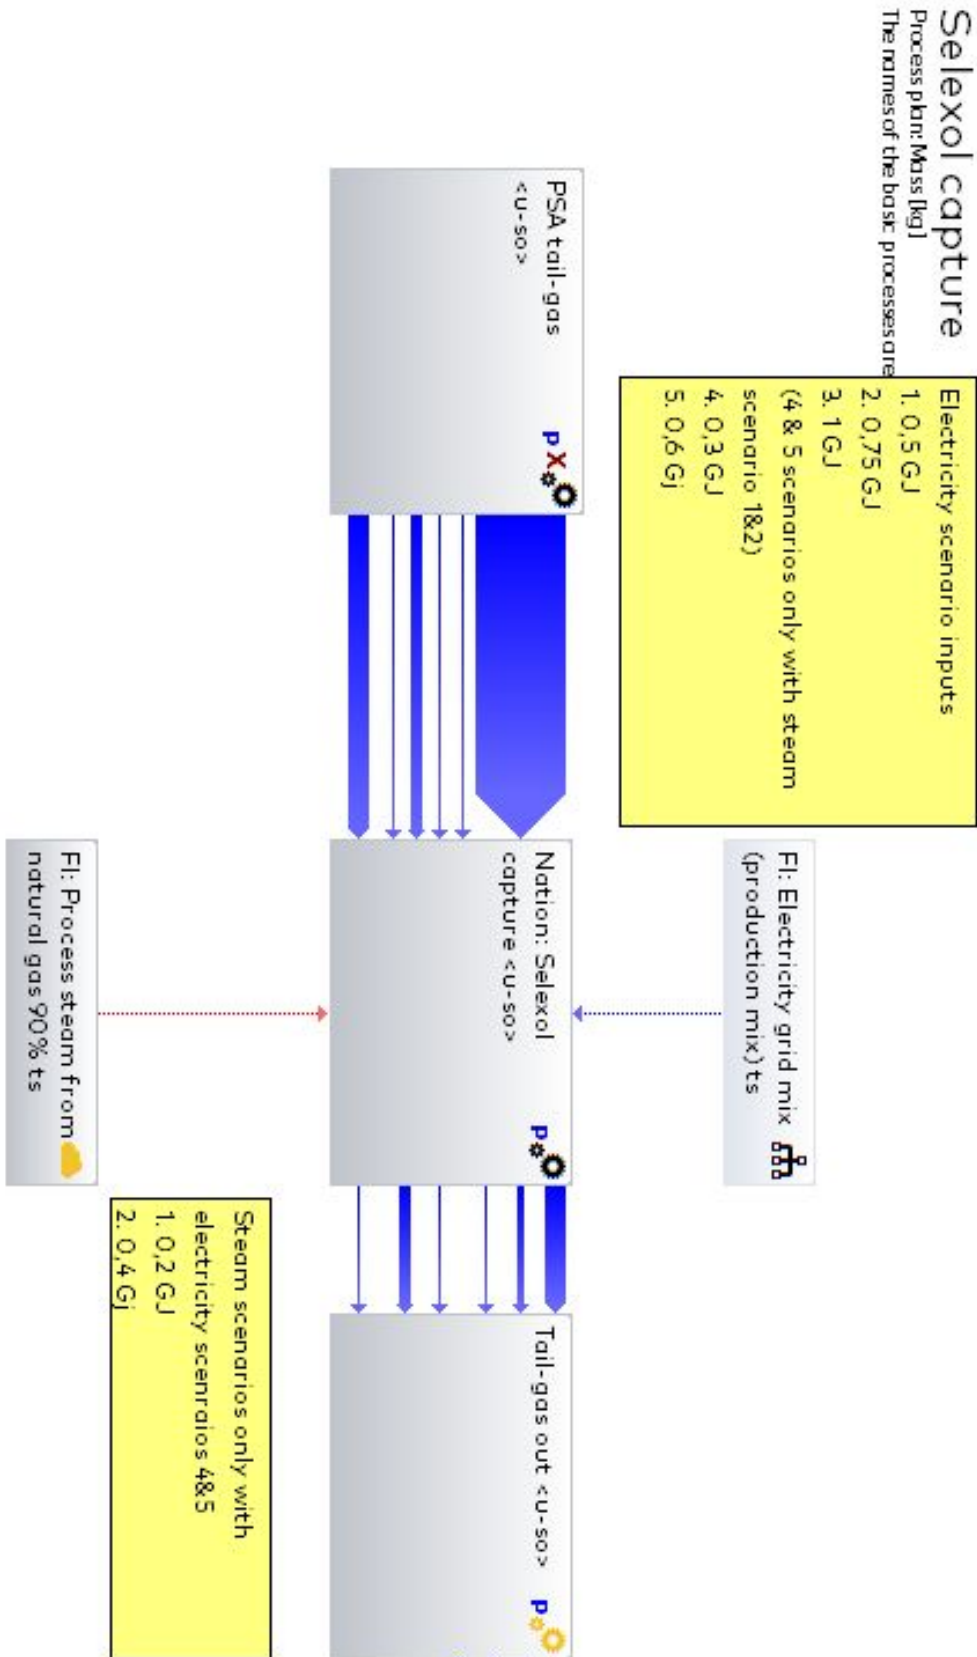 Selexol capture
Process plan: Mass [kg]
The names of the basic processes are
Electricity scenario inputs
1. 0,5 GJ
2. 0,75 GJ
3. 1 GJ
(4 & 5 scenarios only with steam
scenario 1&2)
4. 0,3 GJ
5. 0,6 Gj
FI: Electricity grid mix
(production mix) ts
PSA tail-gas
<u-so>
pX
Nation: Selexol
capture <u-so>
p
Tail-gas out <u-so>
p
FI: Process steam from
natural gas 90% ts
Steam scenarios only with
electricity scenraios 4&5
1. 0,2 GJ
2. 0,4 Gj